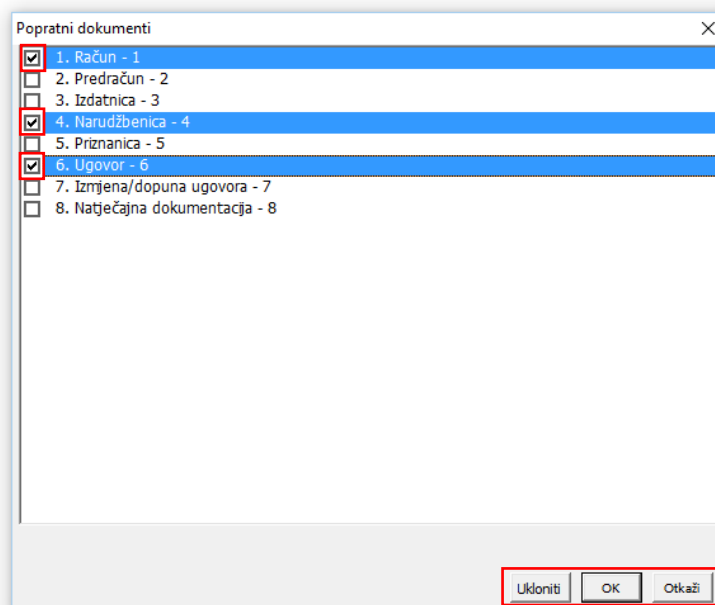 Popratni dokumenti
1. Račun - 1
2. Predračun - 2
3. Izdatnica - 3
4. Narudžbenica - 4
5. Priznanica - 5
6. Ugovor - 6
7. Izmjena/dopuna ugovora - 7
8. Natječajna dokumentacija - 8
Ukloniti OK Otkaži